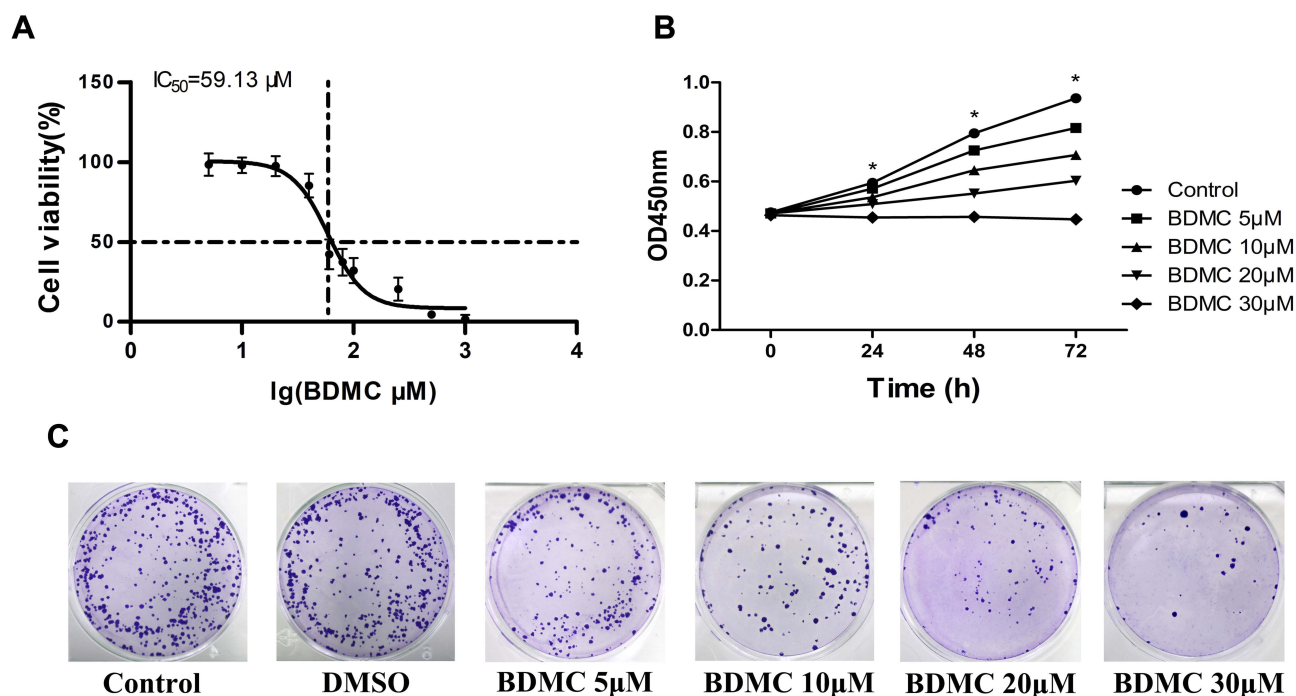 A
IC50=59.13 µM
150
100
50
0
Cell viability(%)
0 1 2 3 4
lg(BDMC µM)
B
1.0
0.8
0.6
0.4
0.2
0.0
OD450nm
* * *
0 24 48 72
Time (h)
Control
BDMC 5µM
BDMC 10µM
BDMC 20µM
BDMC 30µM
C
Control DMSO BDMC 5µM BDMC 10µM BDMC 20µM BDMC 30µM